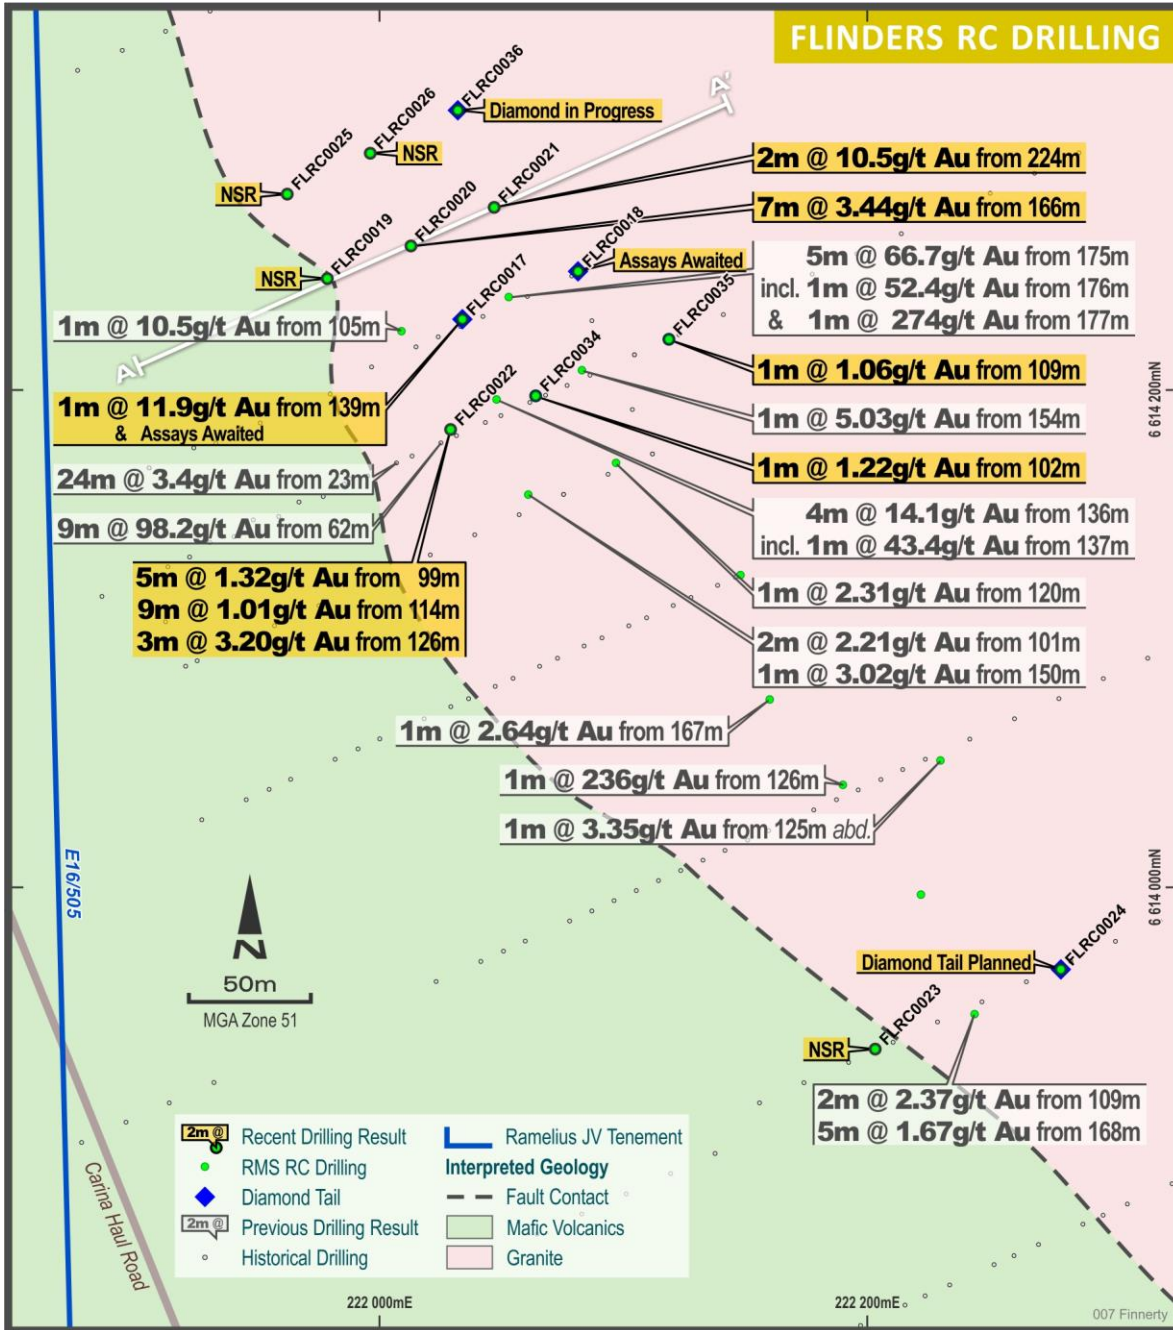 FLINDERS RC DRILLING
FLRC0036
Diamond in Progress
A'
FLRC0026
NSR
FLRC0025
NSR
FLRC0021
2m @ 10.5g/t Au from 224m
FLRC0020
7m @ 3.44g/t Au from 166m
FLRC0019
NSR
FLRC0018
Assays Awaited
FLRC0017
5m @ 66.7g/t Au from 175m
incl. 1m @ 52.4g/t Au from 176m
& 1m @ 274g/t Au from 177m
1m @ 10.5g/t Au from 105m
A
FLRC0035
1m @ 1.06g/t Au from 109m
FLRC0034
FLRC0022
1m @ 11.9g/t Au from 139m
& Assays Awaited
1m @ 5.03g/t Au from 154m
6 614 200mN
1m @ 1.22g/t Au from 102m
24m @ 3.4g/t Au from 23m
9m @ 98.2g/t Au from 62m
4m @ 14.1g/t Au from 136m
incl. 1m @ 43.4g/t Au from 137m
5m @ 1.32g/t Au from 99m
9m @ 1.01g/t Au from 114m
3m @ 3.20g/t Au from 126m
1m @ 2.31g/t Au from 120m
2m @ 2.21g/t Au from 101m
1m @ 3.02g/t Au from 150m
1m @ 2.64g/t Au from 167m
1m @ 236g/t Au from 126m
1m @ 3.35g/t Au from 125m abd.
E16/505
6 614 000mN
N
50m
MGA Zone 51
FLRC0024
Diamond Tail Planned
FLRC0023
NSR
2m @ 2.37g/t Au from 109m
5m @ 1.67g/t Au from 168m
Carina Haul Road
2m @ Recent Drilling Result
RMS RC Drilling
Diamond Tail
2m @ Previous Drilling Result
Historical Drilling
Ramelius JV Tenement
Interpreted Geology
Fault Contact
Mafic Volcanics
Granite
222 000mE
222 200mE
007 Finnerty